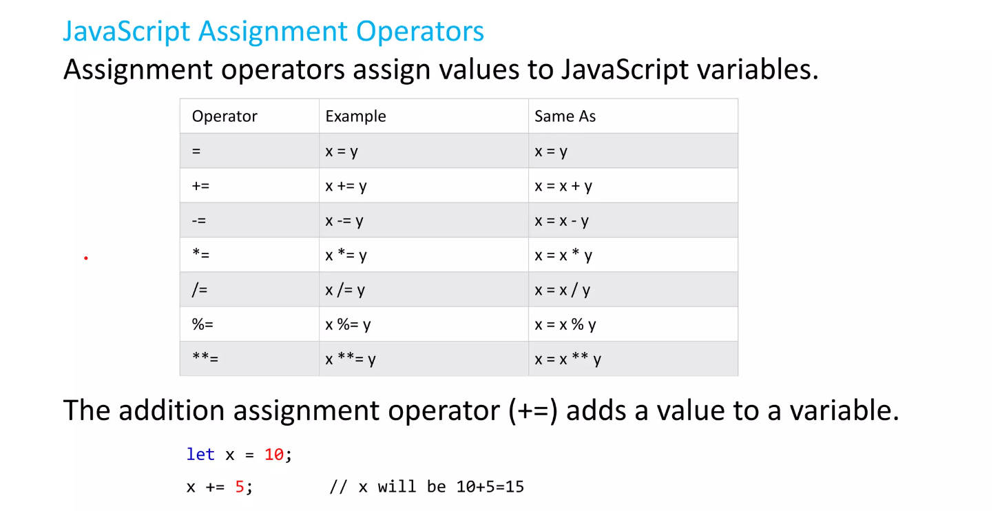 JavaScript Assignment Operators
Assignment operators assign values to JavaScript variables.
Operator Example Same As
= x = y x = y
+= x += y x = x + y
-= x -= y x = x - y
*= x *= y x = x * y
/= x /= y x = x / y
%= x %= y x = x % y
**= x **= y x = x ** y
The addition assignment operator (+=) adds a value to a variable.
let x = 10;
x += 5; // x will be 10+5=15